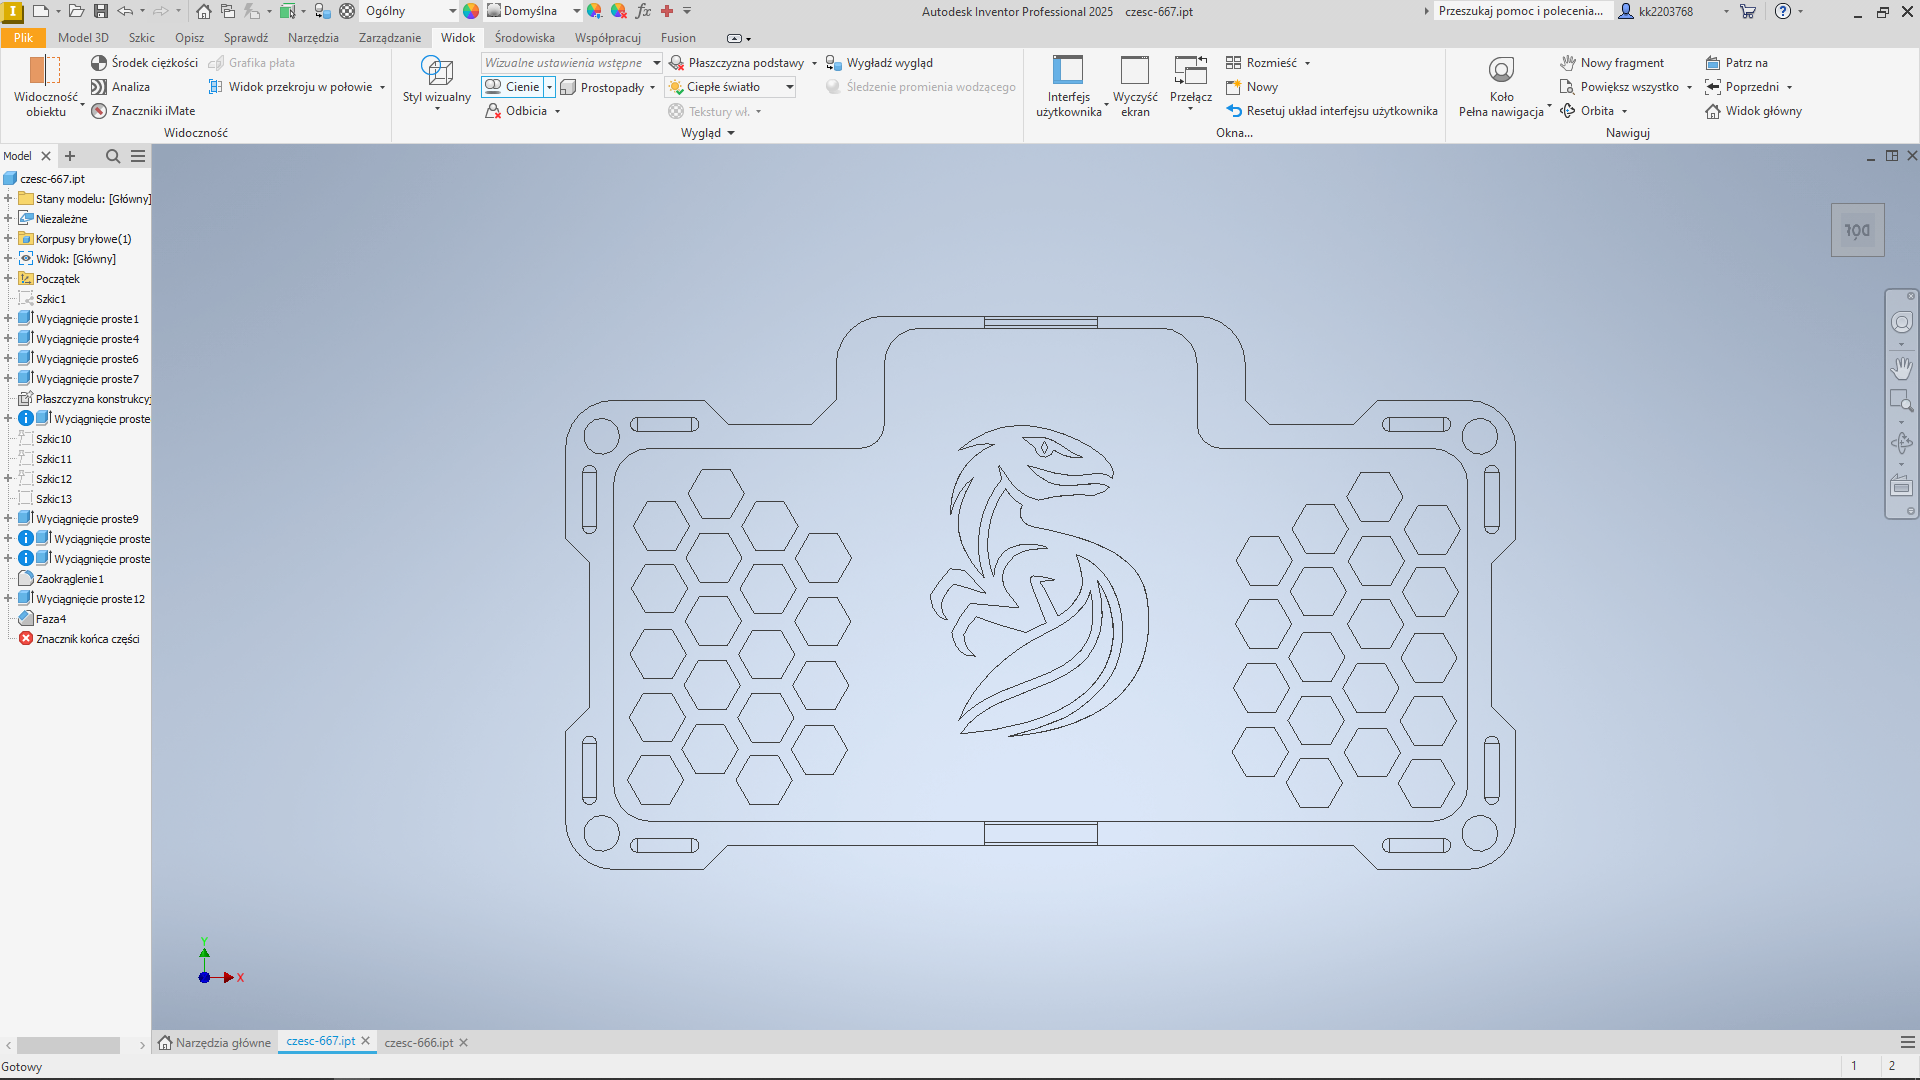 Ogólny
Domyślna
Autodesk Inventor Professional 2025 czesc-667.ipt
Przeszukaj pomoc i polecenia...
kk2203768
Plik
Model 3D
Szkic
Opisz
Sprawdź
Narzędzia
Zarządzanie
Widok
Środowiska
Współpracuj
Fusion
Widoczność obiektu
Środek ciężkości
Analiza
Znaczniki iMate
Grafika płata
Widok przekroju w połowie
Widoczność
Styl wizualny
Wizualne ustawienia wstępne
Cienie
Odbicia
Prostopadły
Płaszczyzna podstawy
Ciepłe światło
Tekstury wł.
Wygładź wygląd
Śledzenie promienia wodzącego
Wygląd
Interfejs użytkownika
Wyczyść ekran
Przełącz
Rozmieść
Nowy
Resetuj układ interfejsu użytkownika
Okna...
Koło
Pełna nawigacja
Nowy fragment
Powiększ wszystko
Orbita
Patrz na
Poprzedni
Widok główny
Nawiguj
Model
czesc-667.ipt
Stany modelu: [Główny]
Niezależne
Korpusy bryłowe(1)
Widok: [Główny]
Początek
Szkic1
Wyciągnięcie proste1
Wyciągnięcie proste4
Wyciągnięcie proste6
Wyciągnięcie proste7
Płaszczyzna konstrukcyj
Wyciągnięcie proste
Szkic10
Szkic11
Szkic12
Szkic13
Wyciągnięcie proste9
Wyciągnięcie proste
Wyciągnięcie proste
Zaokrąglenie1
Wyciągnięcie proste12
Faza4
Znacznik końca części
DÓŁ
Y
X
Narzędzia główne
czesc-667.ipt
czesc-666.ipt
Gotowy
1
2